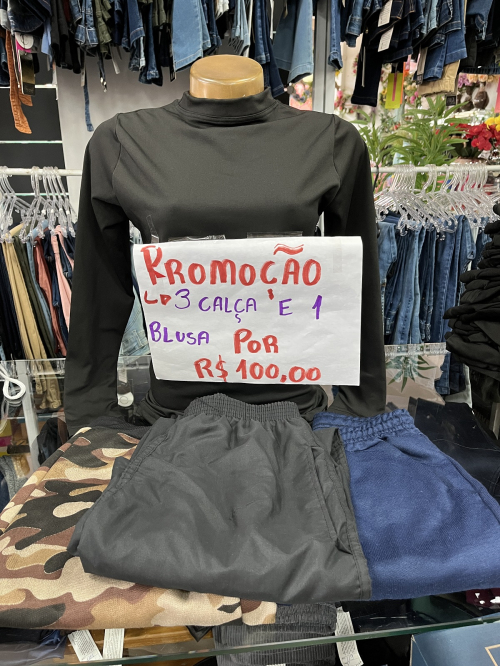 PROMOÇÃO
3 CALÇA E 1
BLUSA POR
R$ 100,00